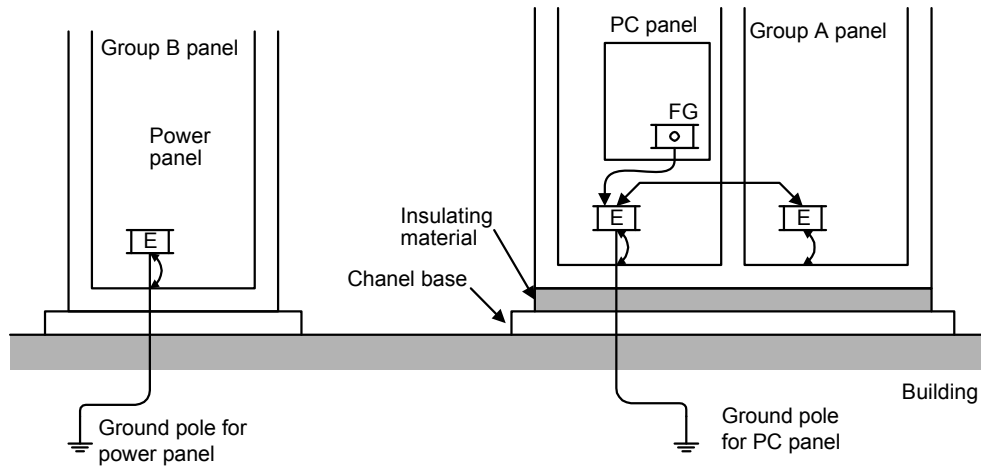 Group B panel
Power
panel
E
Ground pole for
power panel
PC panel
Group A panel
FG
E
E
Insulating
material
Chanel base
Building
Ground pole
for PC panel